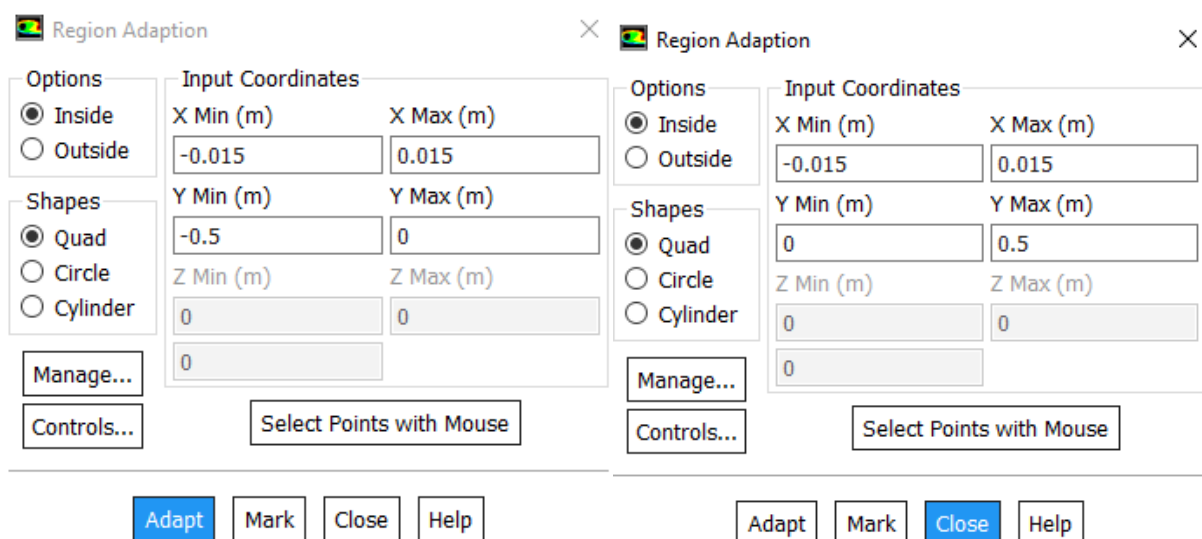 Region Adaption
Options
Inside
Outside
Shapes
Quad
Circle
Cylinder
Manage...
Controls...
Input Coordinates
X Min (m) X Max (m)
-0.015 0.015
Y Min (m) Y Max (m)
-0.5 0
Z Min (m) Z Max (m)
0 0
0
Select Points with Mouse
Adapt Mark Close Help
Region Adaption
Options
Inside
Outside
Shapes
Quad
Circle
Cylinder
Manage...
Controls...
Input Coordinates
X Min (m) X Max (m)
-0.015 0.015
Y Min (m) Y Max (m)
0 0.5
Z Min (m) Z Max (m)
0 0
0
Select Points with Mouse
Adapt Mark Close Help